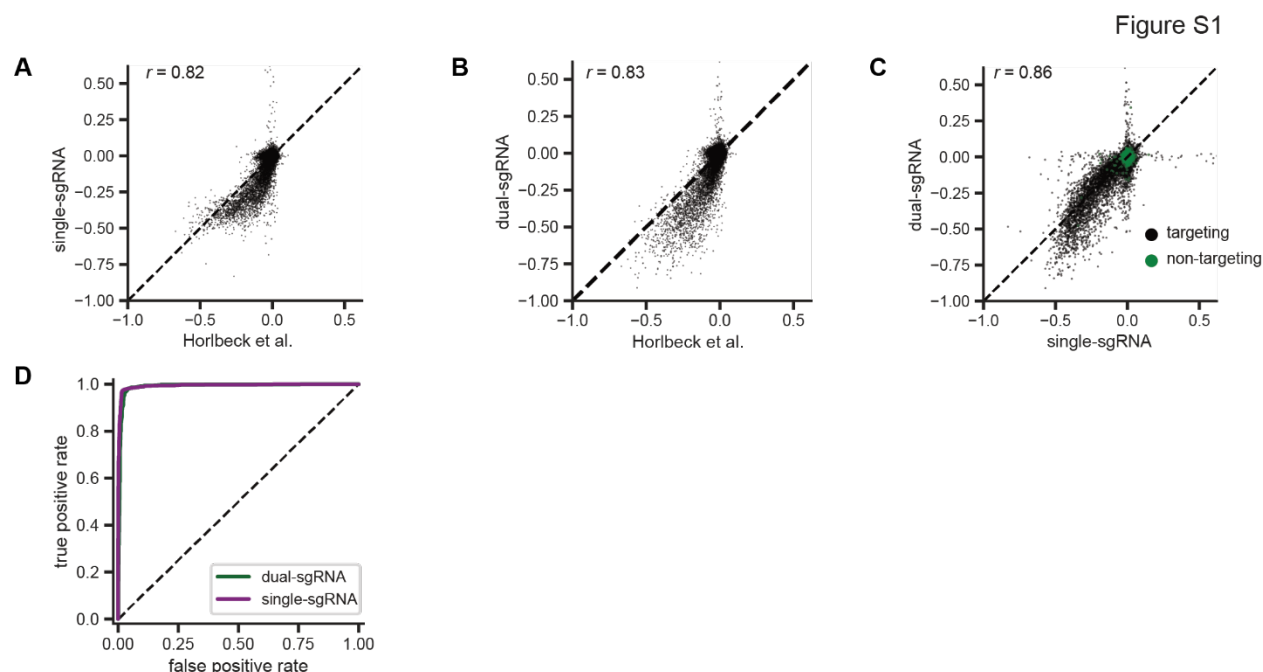 Figure S1
A
r = 0.82
0.50
0.25
0.00
−0.25
−0.50
−0.75
−1.00
single-sgRNA
−1.0
−0.5
0.0
0.5
Horlbeck et al.
B
r = 0.83
0.50
0.25
0.00
−0.25
−0.50
−0.75
−1.00
dual-sgRNA
−1.0
−0.5
0.0
0.5
Horlbeck et al.
C
r = 0.86
0.50
0.25
0.00
−0.25
−0.50
−0.75
−1.00
dual-sgRNA
targeting
non-targeting
−1.0
−0.5
0.0
0.5
single-sgRNA
D
1.0
0.8
0.6
0.4
0.2
0.0
true positive rate
dual-sgRNA
single-sgRNA
0.00
0.25
0.50
0.75
1.00
false positive rate